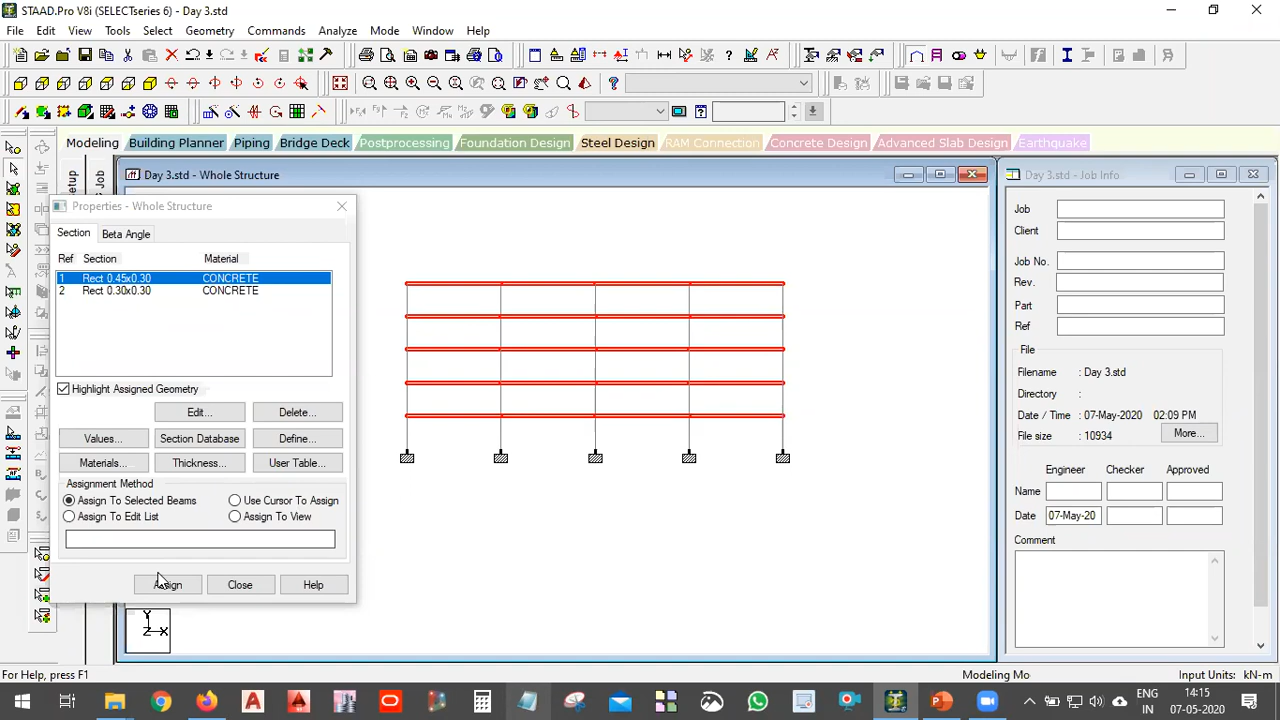 STAAD.Pro V8i (SELECTseries 6) - Day 3.std
File Edit View Tools Select Geometry Commands Analyze Mode Window Help
Modeling Building Planner Piping Bridge Deck Postprocessing Foundation Design Steel Design RAM Connection Concrete Design Advanced Slab Design Earthquake
Setup
Job
Day 3.std - Whole Structure
Properties - Whole Structure
Section Beta Angle
Ref Section Material
1 Rect 0.45x0.30 CONCRETE
2 Rect 0.30x0.30 CONCRETE
Highlight Assigned Geometry
Edit... Delete...
Values... Section Database Define...
Materials... Thickness... User Table...
Assignment Method
Assign To Selected Beams Use Cursor To Assign
Assign To Edit List Assign To View
Assign Close Help
Y
Z X
Day 3.std - Job Info
Job
Client
Job No.
Rev.
Part
Ref
File
Filename : Day 3.std
Directory :
Date / Time : 07-May-2020 02:09 PM
File size : 10934 More...
Engineer Checker Approved
Name
Date 07-May-20
Comment
For Help, press F1 Modeling Mo Input Units: kN-m
ENG 4:15
IN 07-05-2020